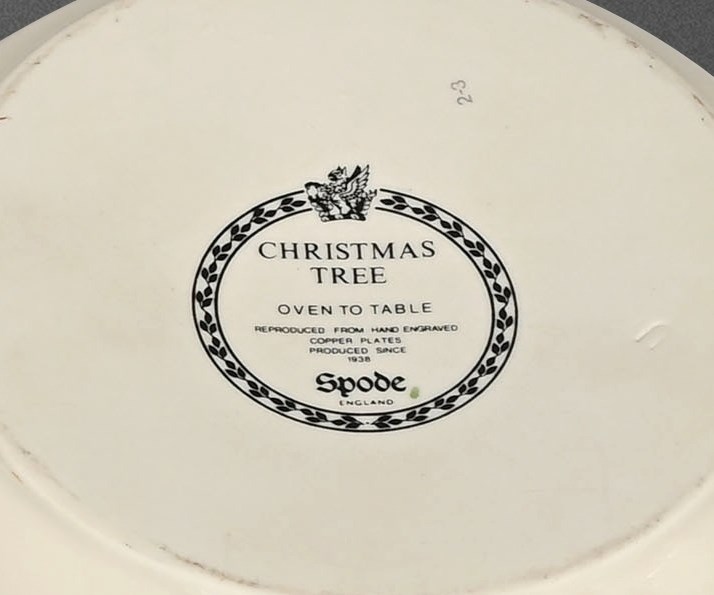 2-3
CHRISTMAS
TREE
OVEN TO TABLE
REPRODUCED FROM HAND ENGRAVED
COPPER PLATES
PRODUCED SINCE
1938
Spode
ENGLAND